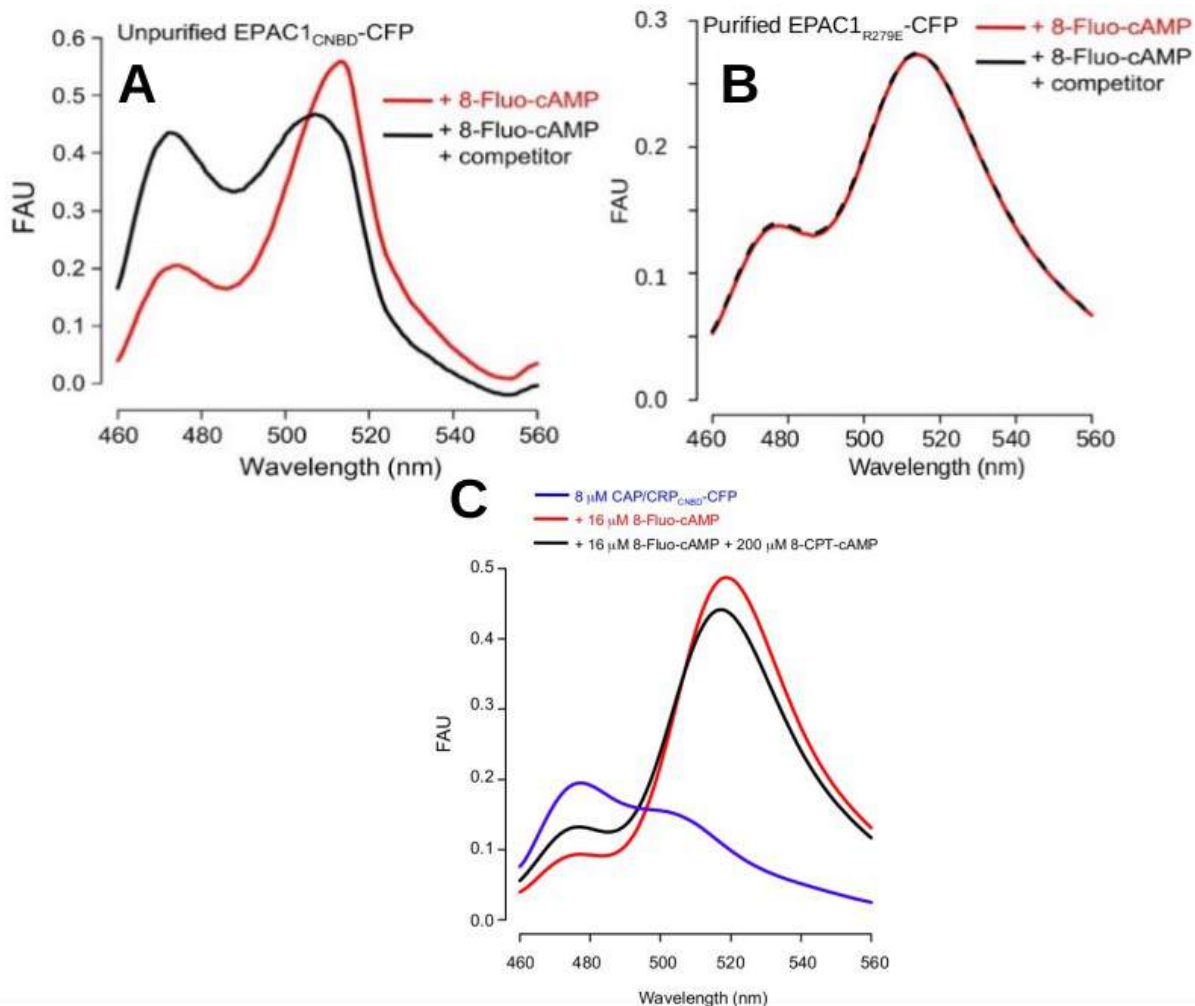 A
Unpurified EPAC1CNBD-CFP
+ 8-Fluo-cAMP
+ 8-Fluo-cAMP
+ competitor
FAU
0.6
0.5
0.4
0.3
0.2
0.1
0.0
460 480 500 520 540 560
Wavelength (nm)
B
Purified EPAC1R279E-CFP
+ 8-Fluo-cAMP
+ 8-Fluo-cAMP
+ competitor
FAU
0.3
0.2
0.1
0.0
460 480 500 520 540 560
Wavelength (nm)
C
8 μM CAP/CRPCNBD-CFP
+ 16 μM 8-Fluo-cAMP
+ 16 μM 8-Fluo-cAMP + 200 μM 8-CPT-cAMP
FAU
0.5
0.4
0.3
0.2
0.1
0.0
460 480 500 520 540 560
Wavelength (nm)